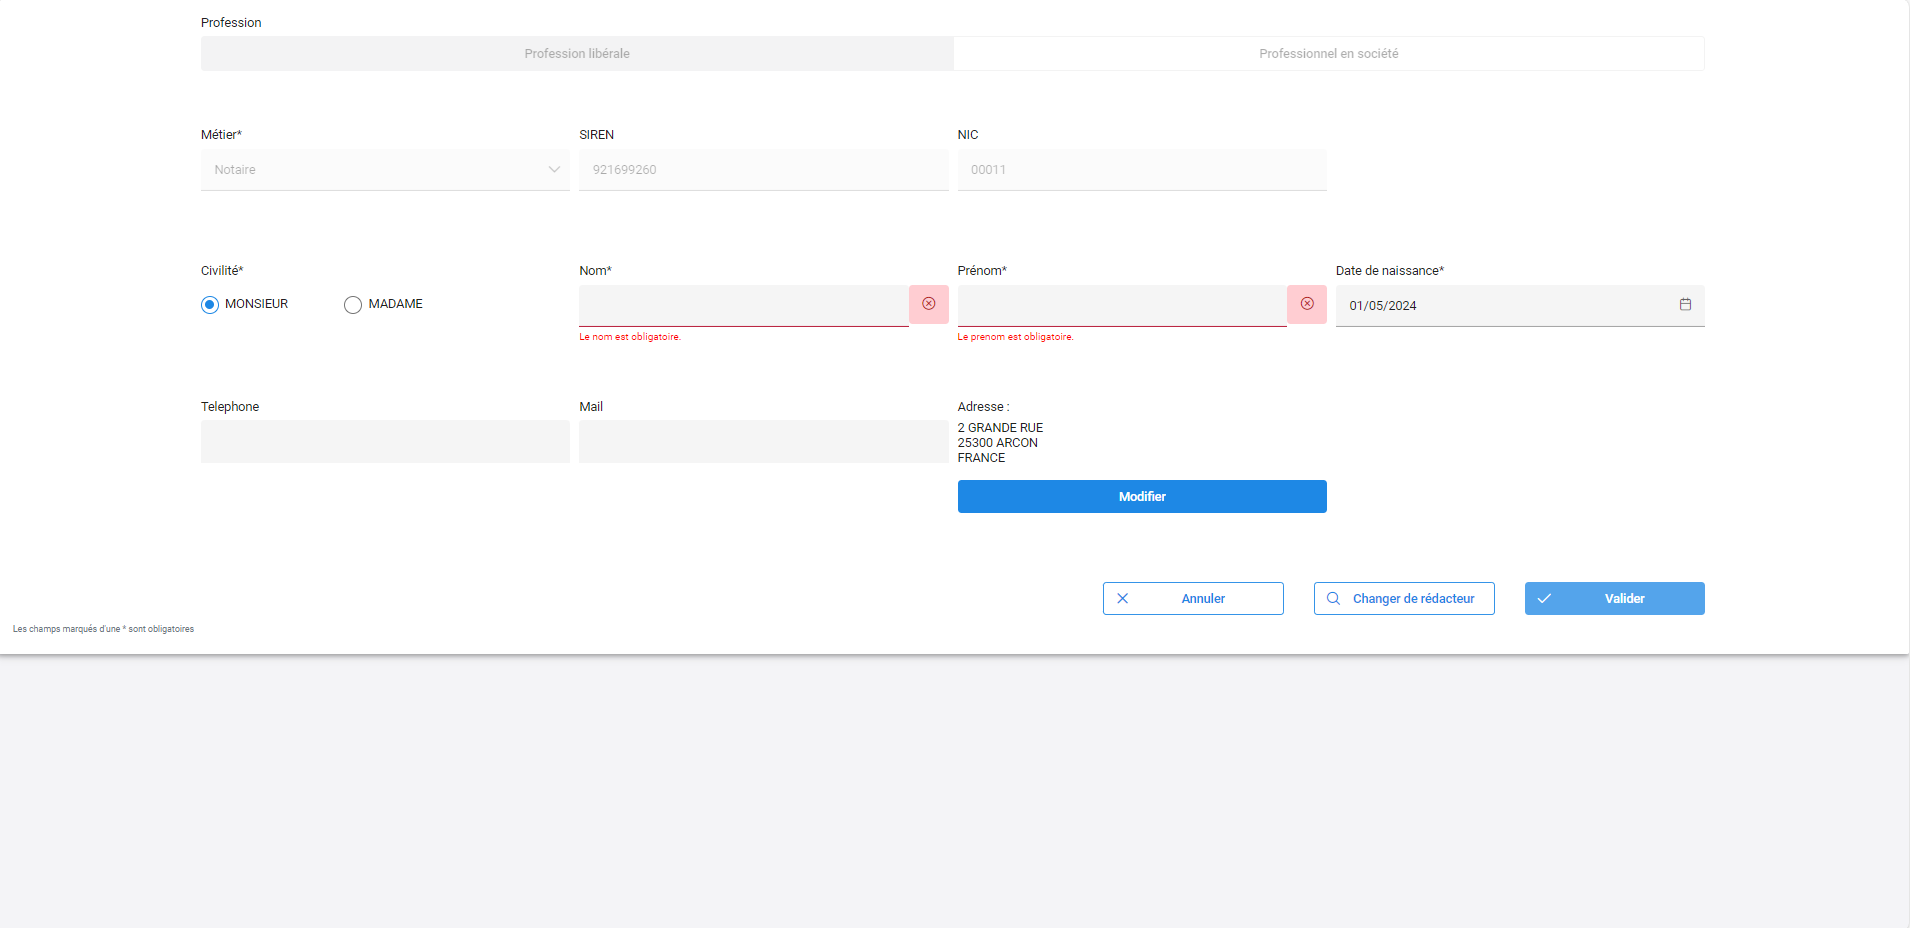 Profession
Profession libérale
Professionnel en société
Métier*
SIREN
NIC
Notaire
921699260
00011
Civilité*
Nom*
Prénom*
Date de naissance*
MONSIEUR
MADAME
01/05/2024
Le nom est obligatoire.
Le prenom est obligatoire.
Telephone
Mail
Adresse :
2 GRANDE RUE
25300 ARCON
FRANCE
Modifier
Annuler
Changer de rédacteur
Valider
Les champs marqués d'une * sont obligatoires